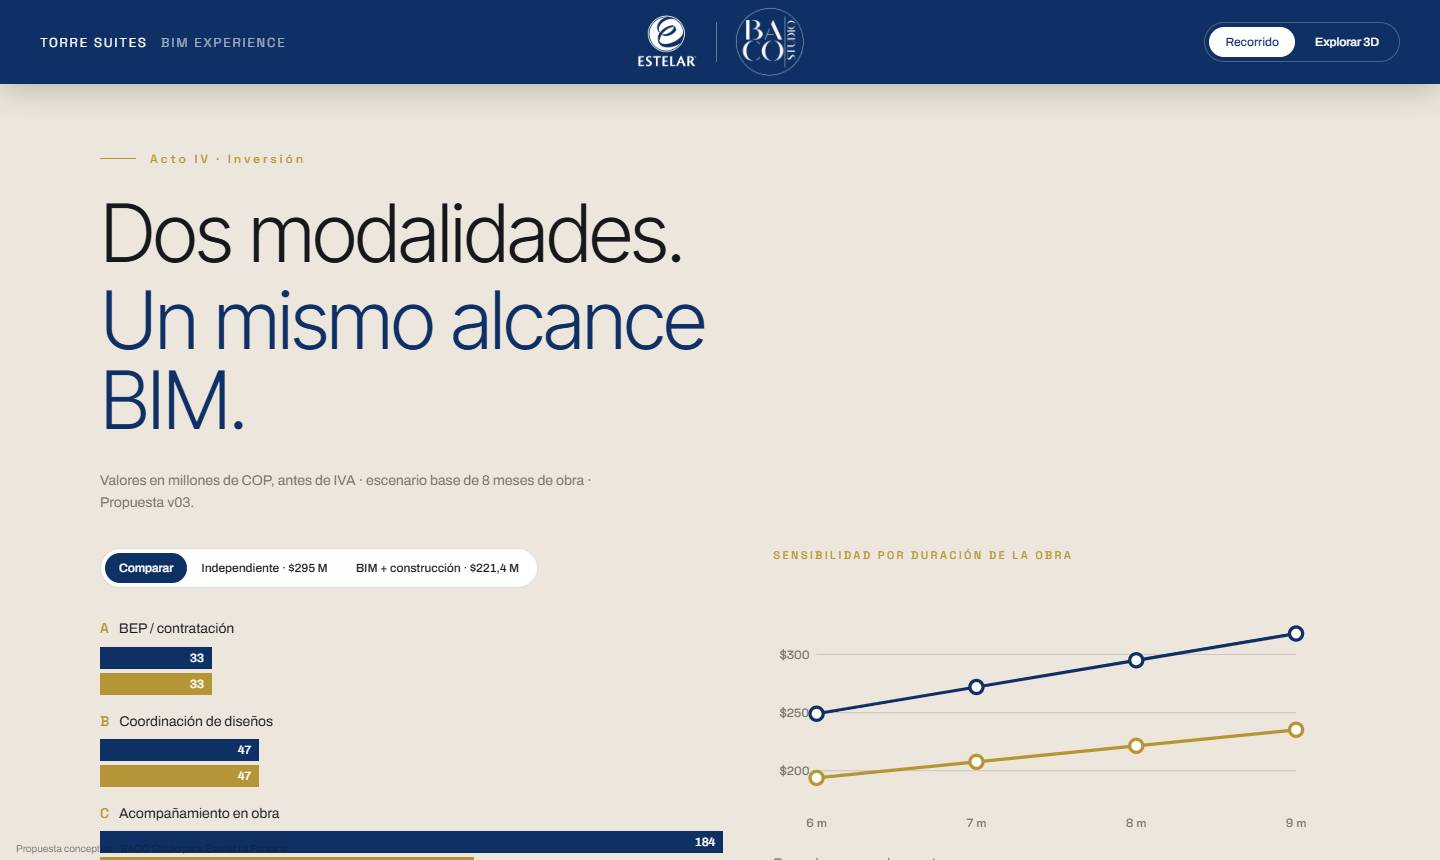 TORRE SUITES BIM EXPERIENCE
ESTELAR
BACO STUDIO
Recorrido
Explorar 3D
Acto IV · Inversión
Dos modalidades.
Un mismo alcance
BIM.
Valores en millones de COP, antes de IVA · escenario base de 8 meses de obra ·
Propuesta v03.
Comparar
Independiente · $295 M
BIM + construcción · $221,4 M
A BEP / contratación
33
33
B Coordinación de diseños
47
47
C Acompañamiento en obra
184
Propuesta
SENSIBILIDAD POR DURACIÓN DE LA OBRA
$300
$250
$200
6 m
7 m
8 m
9 m